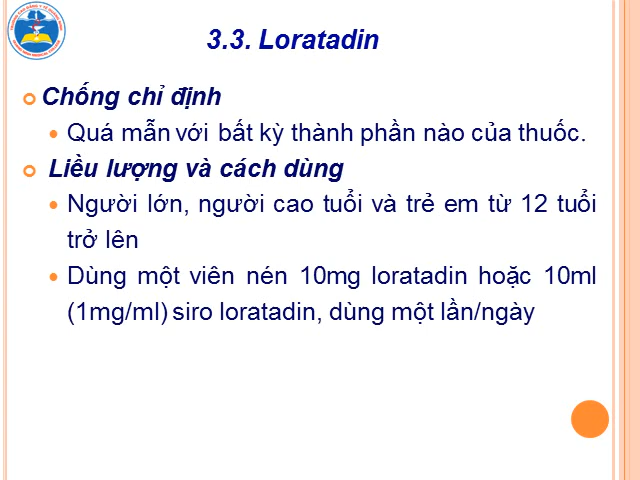 3.3. Loratadin
Chống chỉ định
Quá mẫn với bất kỳ thành phần nào của thuốc.
Liều lượng và cách dùng
Người lớn, người cao tuổi và trẻ em từ 12 tuổi
trở lên
Dùng một viên nén 10mg loratadin hoặc 10ml
(1mg/ml) siro loratadin, dùng một lần/ngày